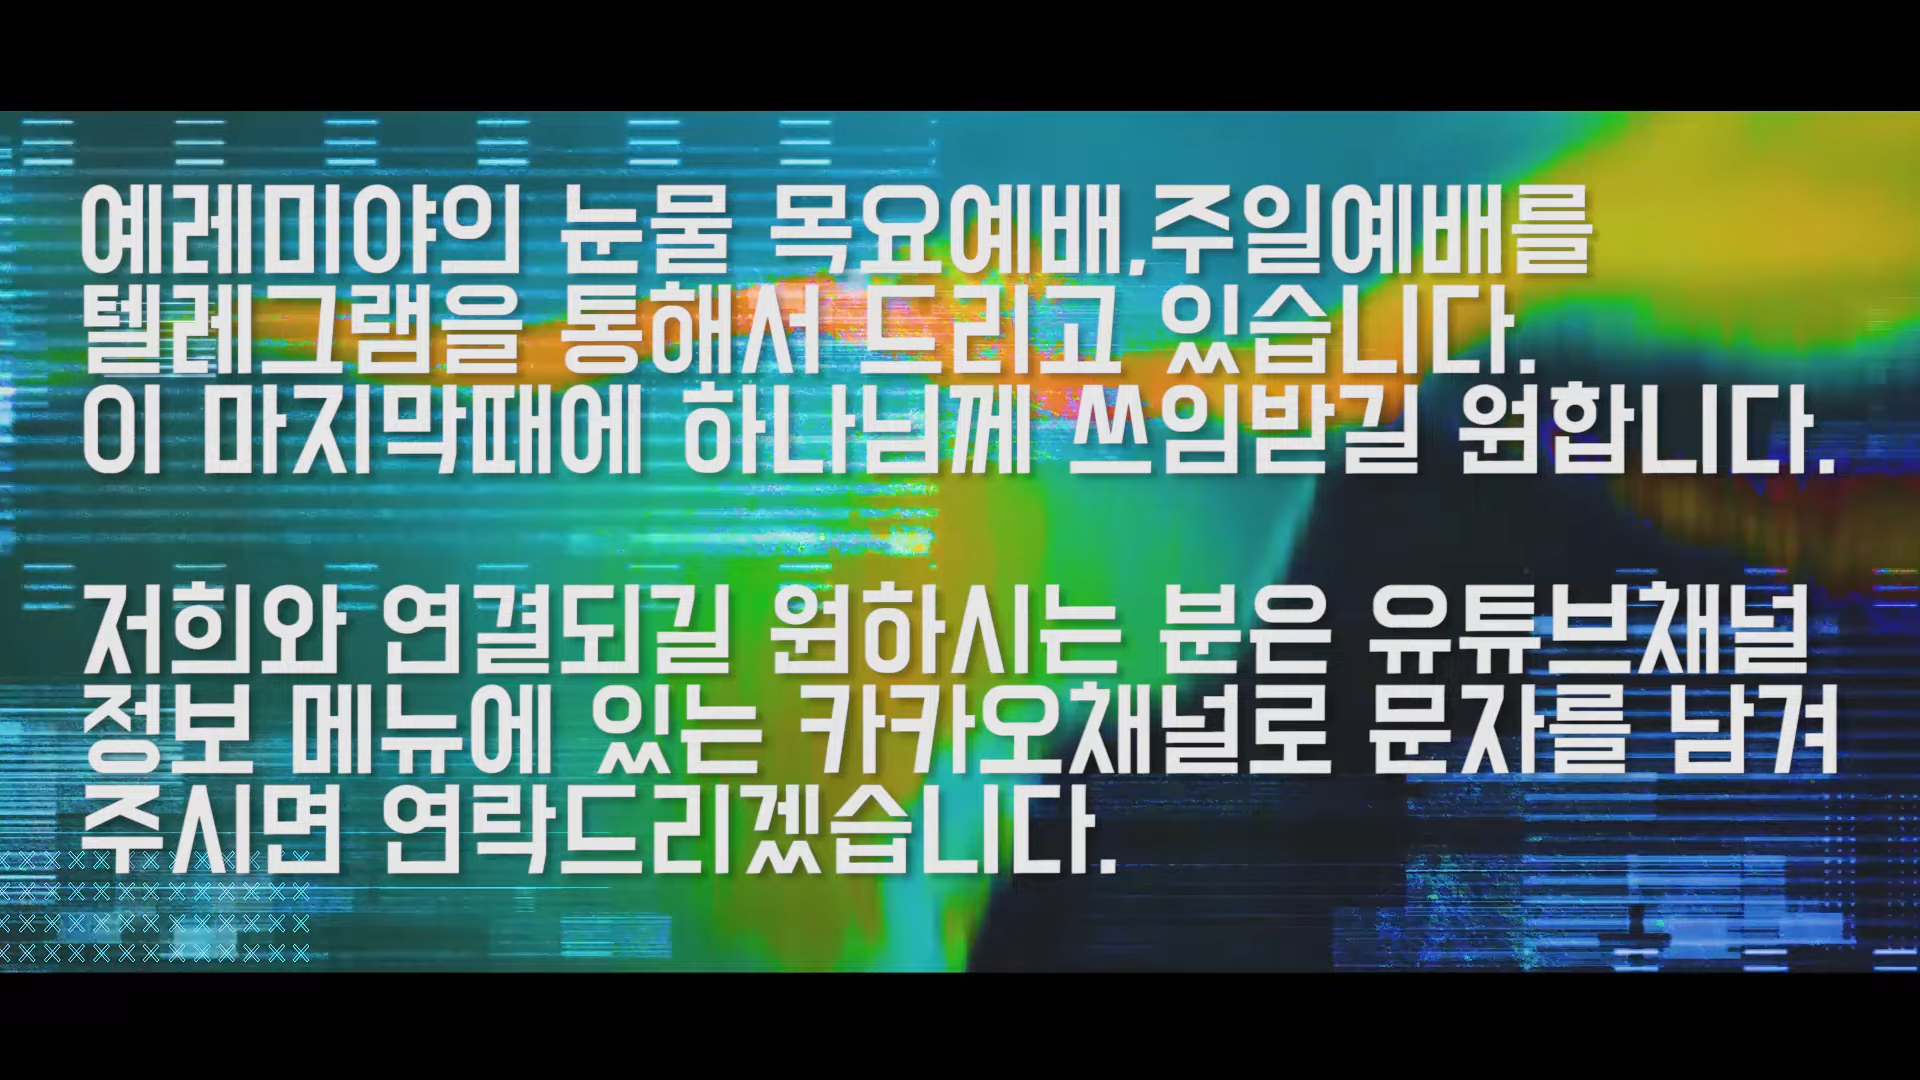 예레미야의 눈물 목요예배,주일예배를
텔레그램을 통해서 드리고 있습니다.
이 마지막때에 하나님께 쓰임받길 원합니다.
저희와 연결되길 원하시는 분은 유튜브채널
정보 메뉴에 있는 카카오채널로 문자를 남겨
주시면 연락드리겠습니다.